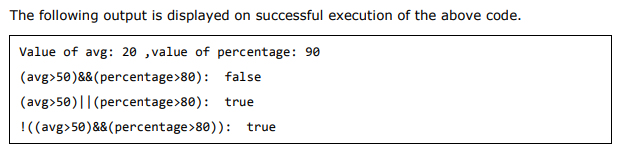 The following output is displayed on successful execution of the above code.
Value of avg: 20 ,value of percentage: 90
(avg>50)&&(percentage>80):  false
(avg>50)||(percentage>80):  true
!((avg>50)&&(percentage>80)):  true